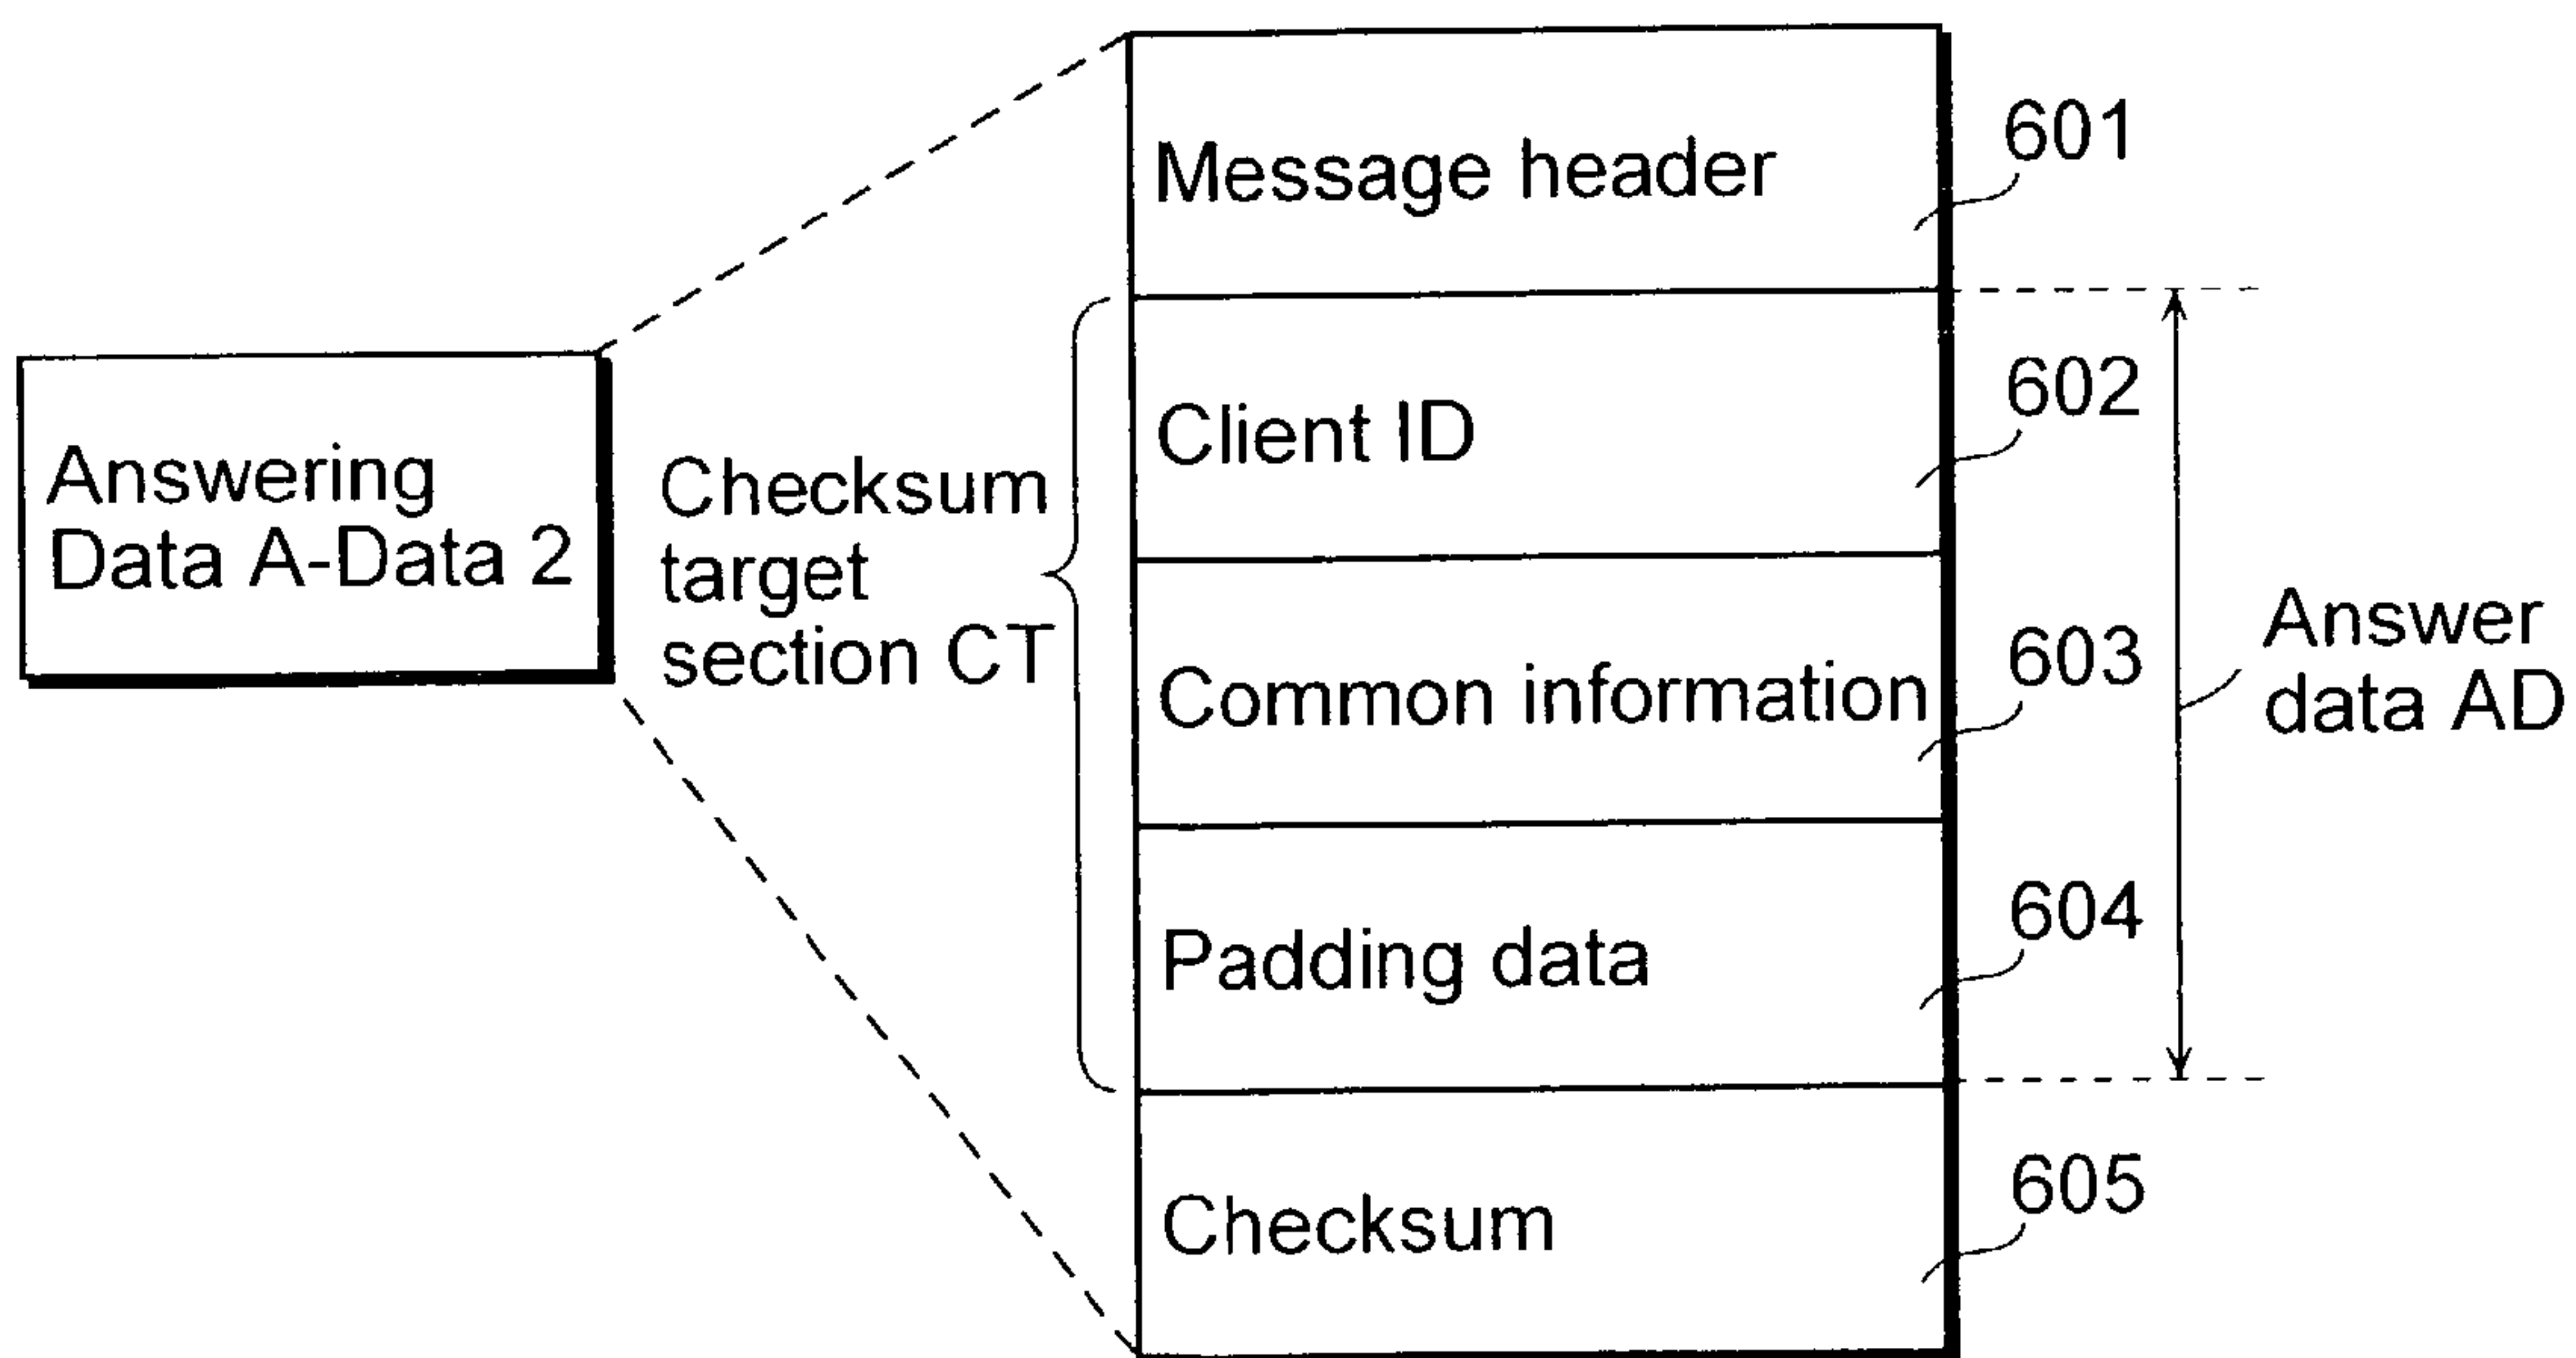 Answering
Data A-Data 2
Checksum
target
section CT
Message header
601
Client ID
602
Common information
603
Padding data
604
Checksum
605
Answer
data AD